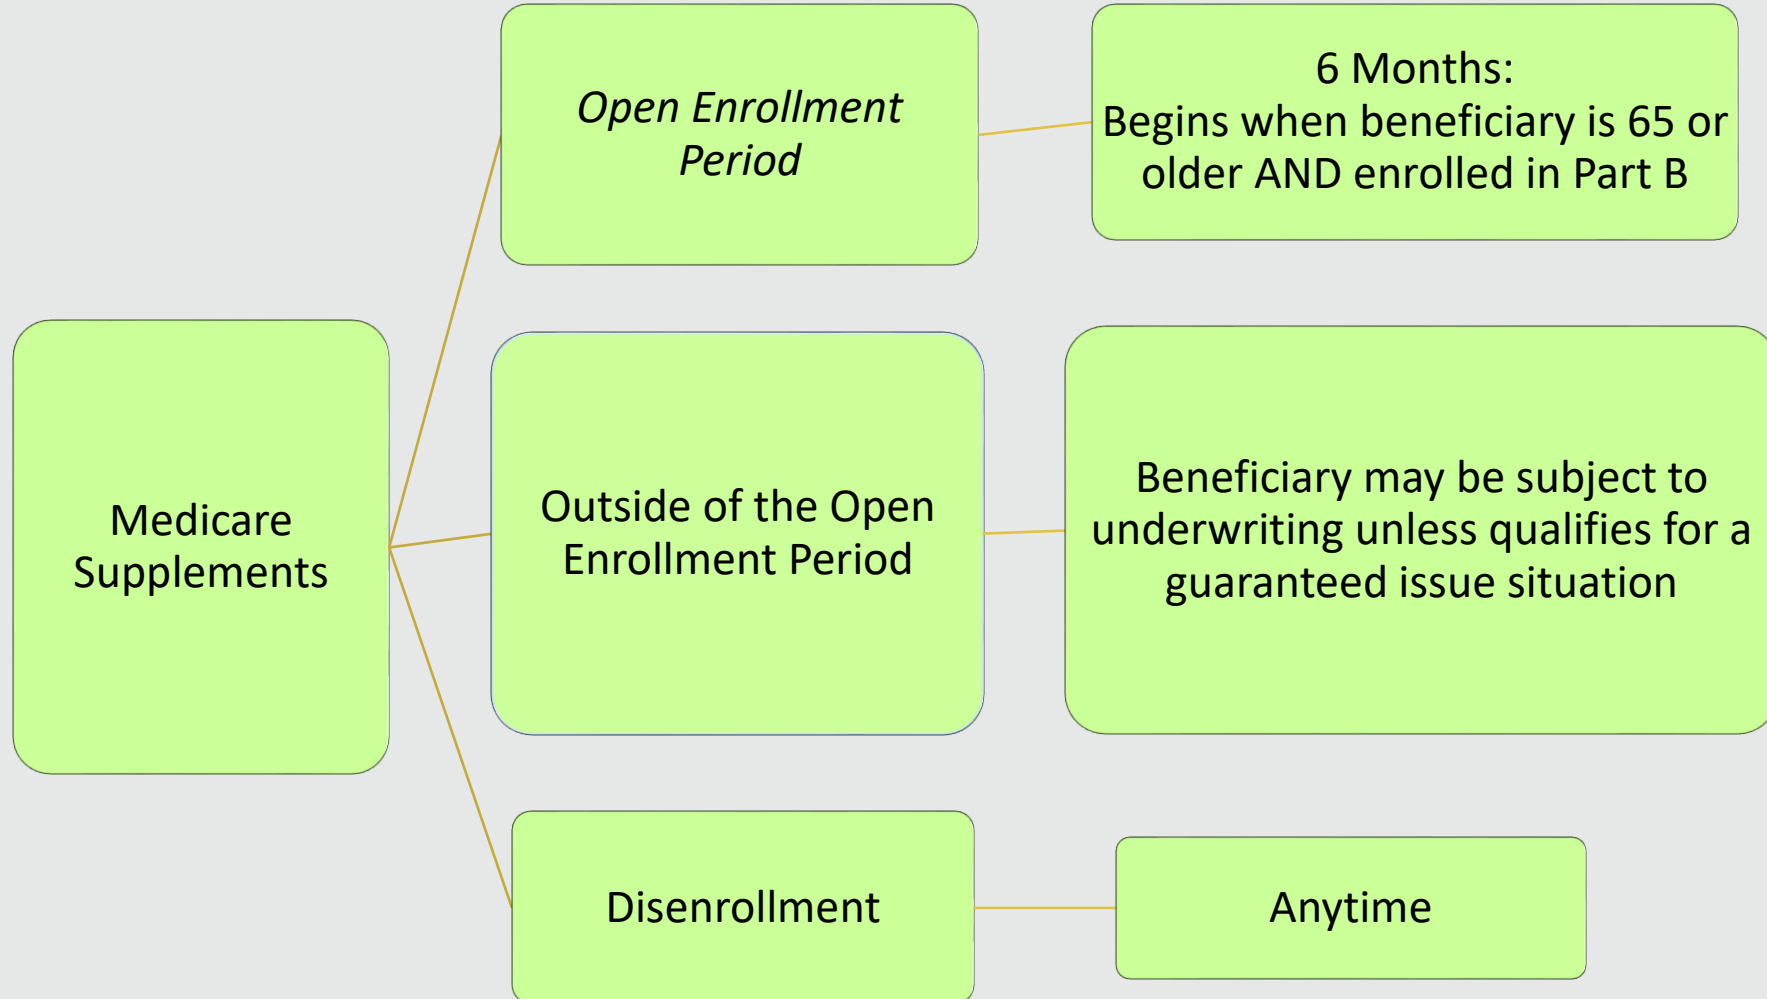 Open Enrollment
Period
6 Months:
Begins when beneficiary is 65 or
older AND enrolled in Part B
Medicare
Supplements
Outside of the Open
Enrollment Period
Beneficiary may be subject to
underwriting unless qualifies for a
guaranteed issue situation
Disenrollment
Anytime